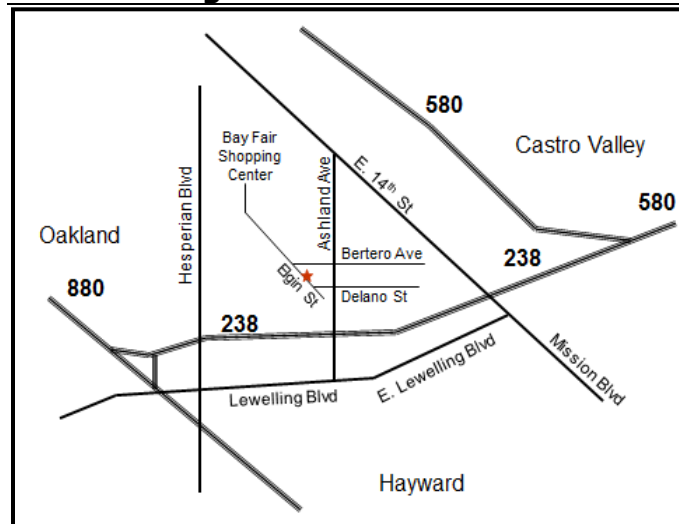 580
Castro Valley
Bay Fair
Shopping
Center
E. 14th St
Ashland Ave
Hesperian Blvd
580
Oakland
Bertero Ave
238
Elgin St
880
Delano St
238
Mission Blvd
E. Lewelling Blvd
Lewelling Blvd
Hayward